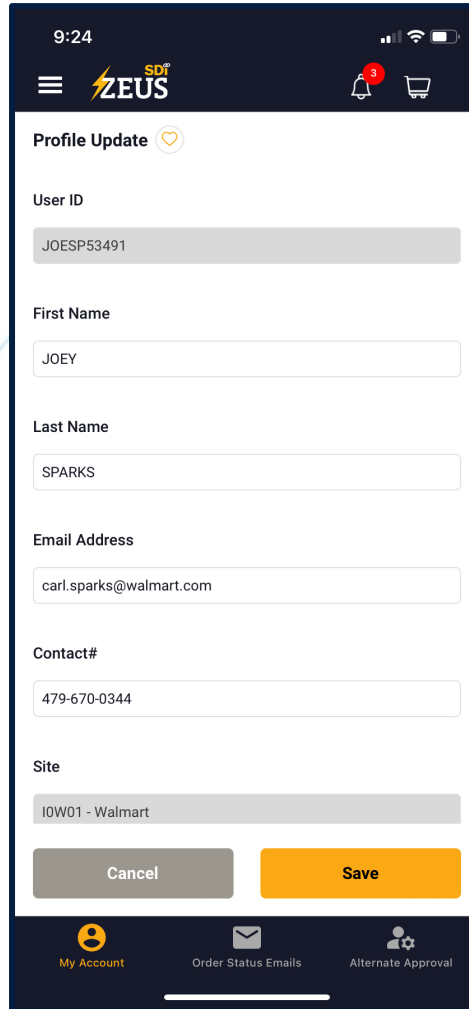 9:24
SDi
ZEUS
3
Profile Update
User ID
JOESP53491
First Name
JOEY
Last Name
SPARKS
Email Address
carl.sparks@walmart.com
Contact#
479-670-0344
Site
I0W01 - Walmart
Cancel
Save
My Account
Order Status Emails
Alternate Approval